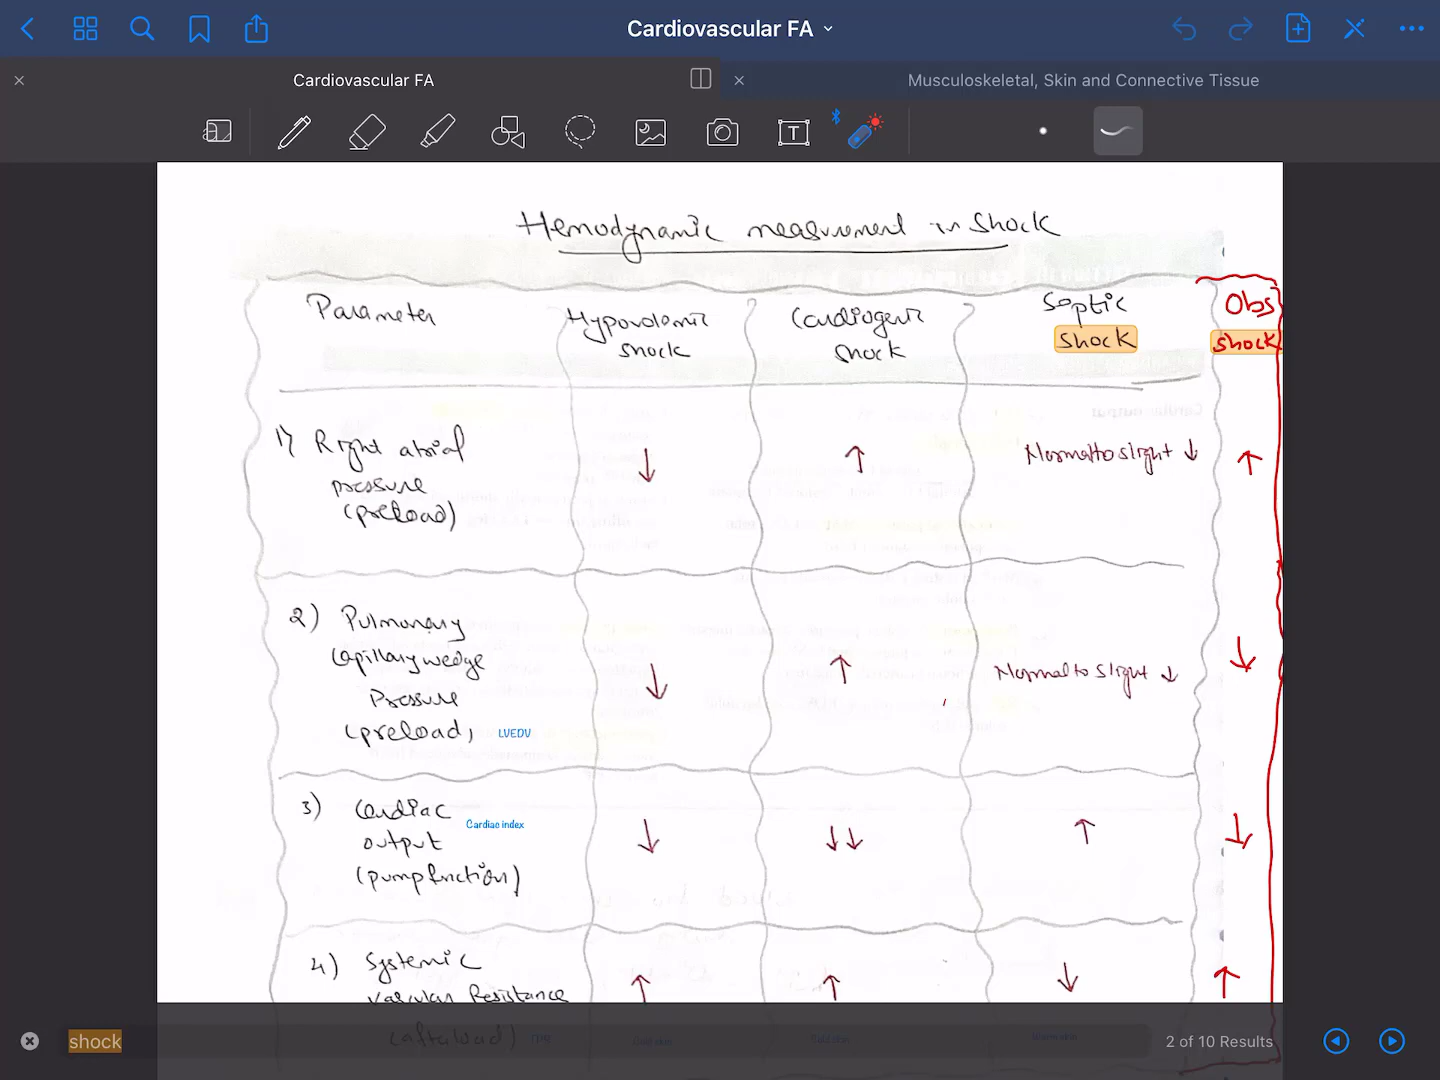 Cardiovascular FA
Cardiovascular FA
Musculoskeletal, Skin and Connective Tissue
Hemodynamic measurment in Shock
Parameter
Hypovolemic
Shock
Cardiogenic
Shock
Septic
Shock
Obs
Shock
1) Right atrial
pressure
(preload)
↓
↑
Normal to slight ↓
↑
2) Pulmonary
Capillary wedge
Pressure
(preload)
LVEDV
↓
↑
Normal to slight ↓
↓
3) Cardiac
output
(pump function)
Cardiac index
↓
↓↓
↑
↓
4) Systemic
Vascular Resistance
(afterload)
↑
↑
↓
↑
shock
2 of 10 Results